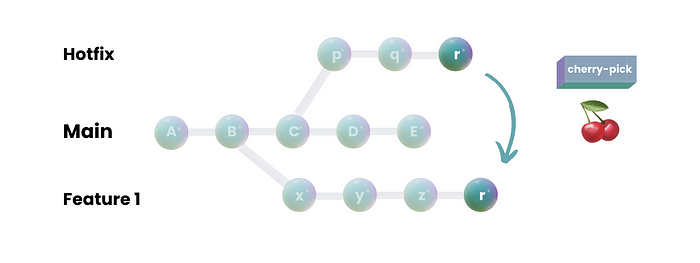 Hotfix
p q r
cherry-pick
Main
A B C D E
Feature 1
x y z r